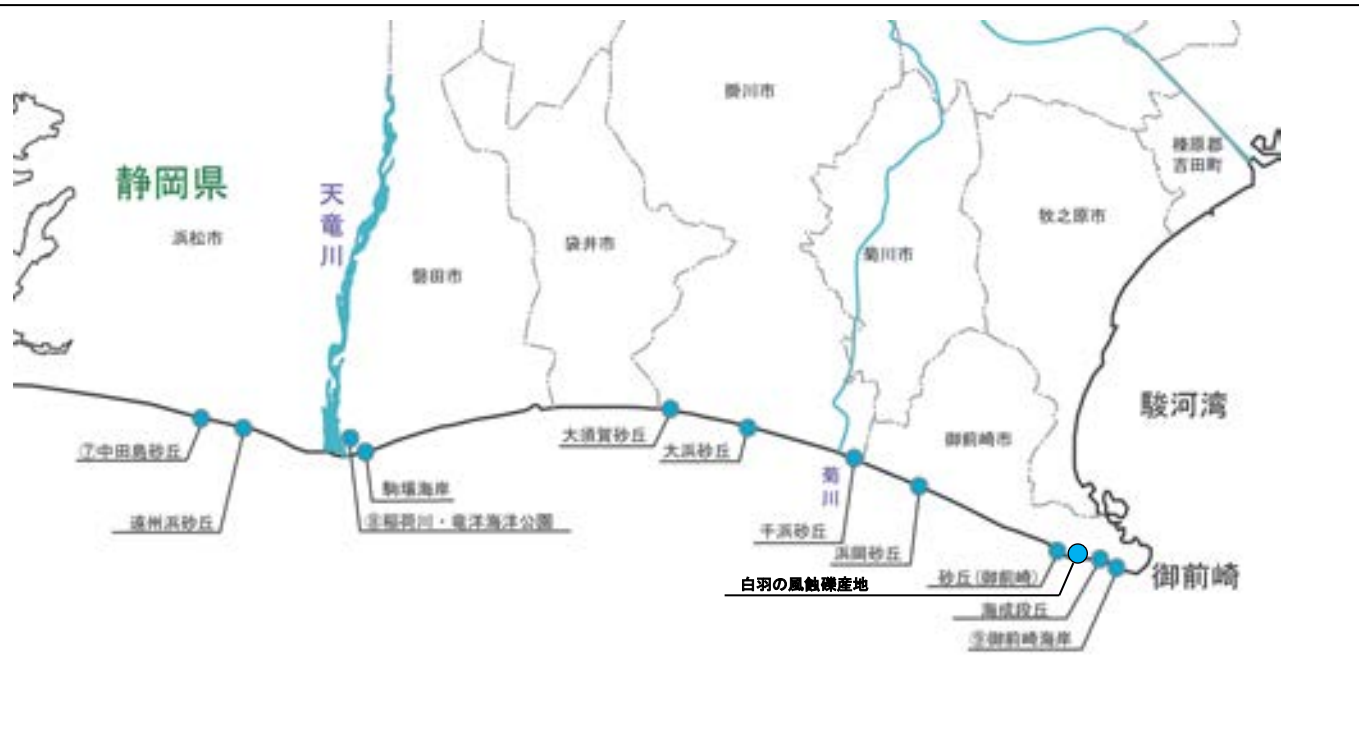 掛川市
榛原郡
吉田町
静岡県
天竜川
浜松市
牧之原市
袋井市
菊川市
磐田市
駿河湾
⑦中田島砂丘
大須賀砂丘
大浜砂丘
御前崎市
菊川
駒場海岸
遠州浜砂丘
⑧稲荷川・竜洋海洋公園
千浜砂丘
浜岡砂丘
砂丘(御前崎)
御前崎
白羽の風蝕礫産地
海成段丘
⑨御前崎海岸